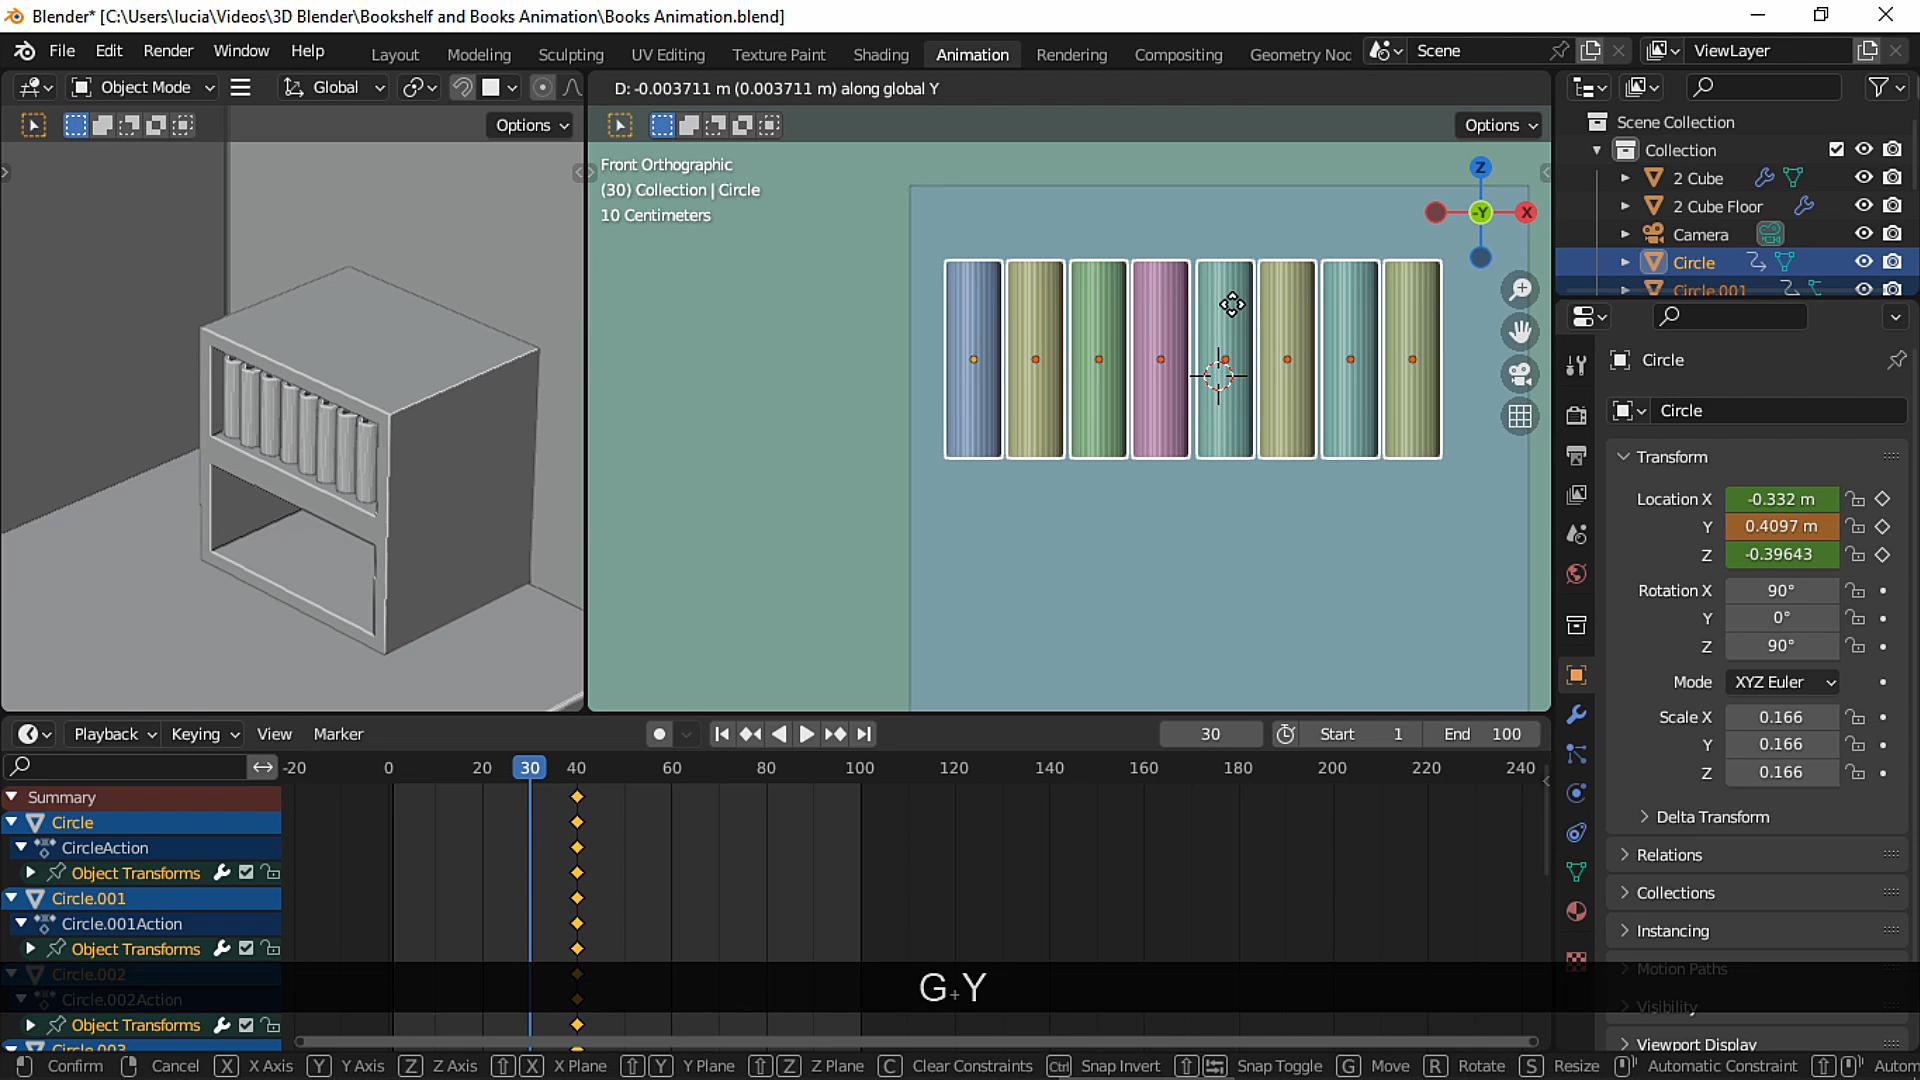 Blender* [C:\Users\lucia\Videos\3D Blender\Bookshelf and Books Animation\Books Animation.blend]
File Edit Render Window Help
Layout Modeling Sculpting UV Editing Texture Paint Shading Animation Rendering Compositing Geometry Noc
Scene
ViewLayer
Object Mode
Global
D: -0.003711 m (0.003711 m) along global Y
Options
Options
Front Orthographic
(30) Collection | Circle
10 Centimeters
Z
-Y
X
Scene Collection
Collection
2 Cube
2 Cube Floor
Camera
Circle
Circle.001
Circle
Circle
Transform
Location X -0.332 m
Y 0.4097 m
Z -0.39643
Rotation X 90°
Y 0°
Z 90°
Mode XYZ Euler
Scale X 0.166
Y 0.166
Z 0.166
Delta Transform
Relations
Collections
Instancing
Motion Paths
Visibility
Viewport Display
Playback Keying View Marker
30
Start 1
End 100
-20 0 20 30 40 60 80 100 120 140 160 180 200 220 240
Summary
Circle
CircleAction
Object Transforms
Circle.001
Circle.001Action
Object Transforms
Circle.002
Circle.002Action
Object Transforms
Circle.003
G+Y
Confirm Cancel X X Axis Y Y Axis Z Z Axis X X Plane Y Y Plane Z Z Plane C Clear Constraints Ctrl Snap Invert Snap Toggle G Move R Rotate S Resize Automatic Constraint Autom